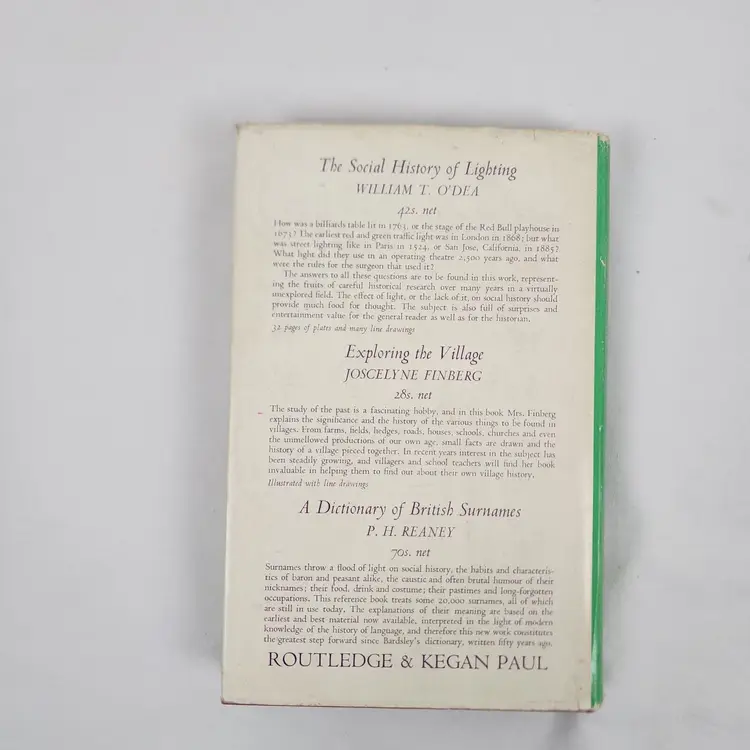 The Social History of Lighting
WILLIAM T. O'DEA
42s. net
How was a billiards table lit in 1763, or the stage of the Red Bull playhouse in
1673? The earliest red and green traffic light was in London in 1868; but what
was street lighting like in Paris in 1524, or San Jose, California, in 1885?
What light did they use in an operating theatre 2,500 years ago, and what
were the rules for the surgeon that used it?
The answers to all these questions are to be found in this work, represent-
ing the fruits of careful historical research over many years in a virtually
unexplored field. The effect of light, or the lack of it, on social history should
provide much food for thought. The subject is also full of surprises and
entertainment value for the general reader as well as for the historian.
32 pages of plates and many line drawings
Exploring the Village
JOSCELYNE FINBERG
28s. net
The study of the past is a fascinating hobby, and in this book Mrs. Finberg
explains the significance and the history of the various things to be found in
villages. From farms, fields, hedges, roads, houses, schools, churches and even
the unmellowed productions of our own age, small facts are drawn and the
history of a village pieced together. In recent years interest in the subject has
been steadily growing, and villagers and school teachers will find her book
invaluable in helping them to find out about their own village history.
Illustrated with line drawings
A Dictionary of British Surnames
P. H. REANEY
70s. net
Surnames throw a flood of light on social history, the habits and characteris-
tics of baron and peasant alike, the caustic and often brutal humour of their
nicknames; their food, drink and costume; their pastimes and long-forgotten
occupations. This reference book treats some 20,000 surnames, all of which
are still in use today. The explanations of their meaning are based on the
earliest and best material now available, interpreted in the light of modern
knowledge of the history of language, and therefore this new work constitutes
the greatest step forward since Bardsley's dictionary, written fifty years ago.
ROUTLEDGE & KEGAN PAUL